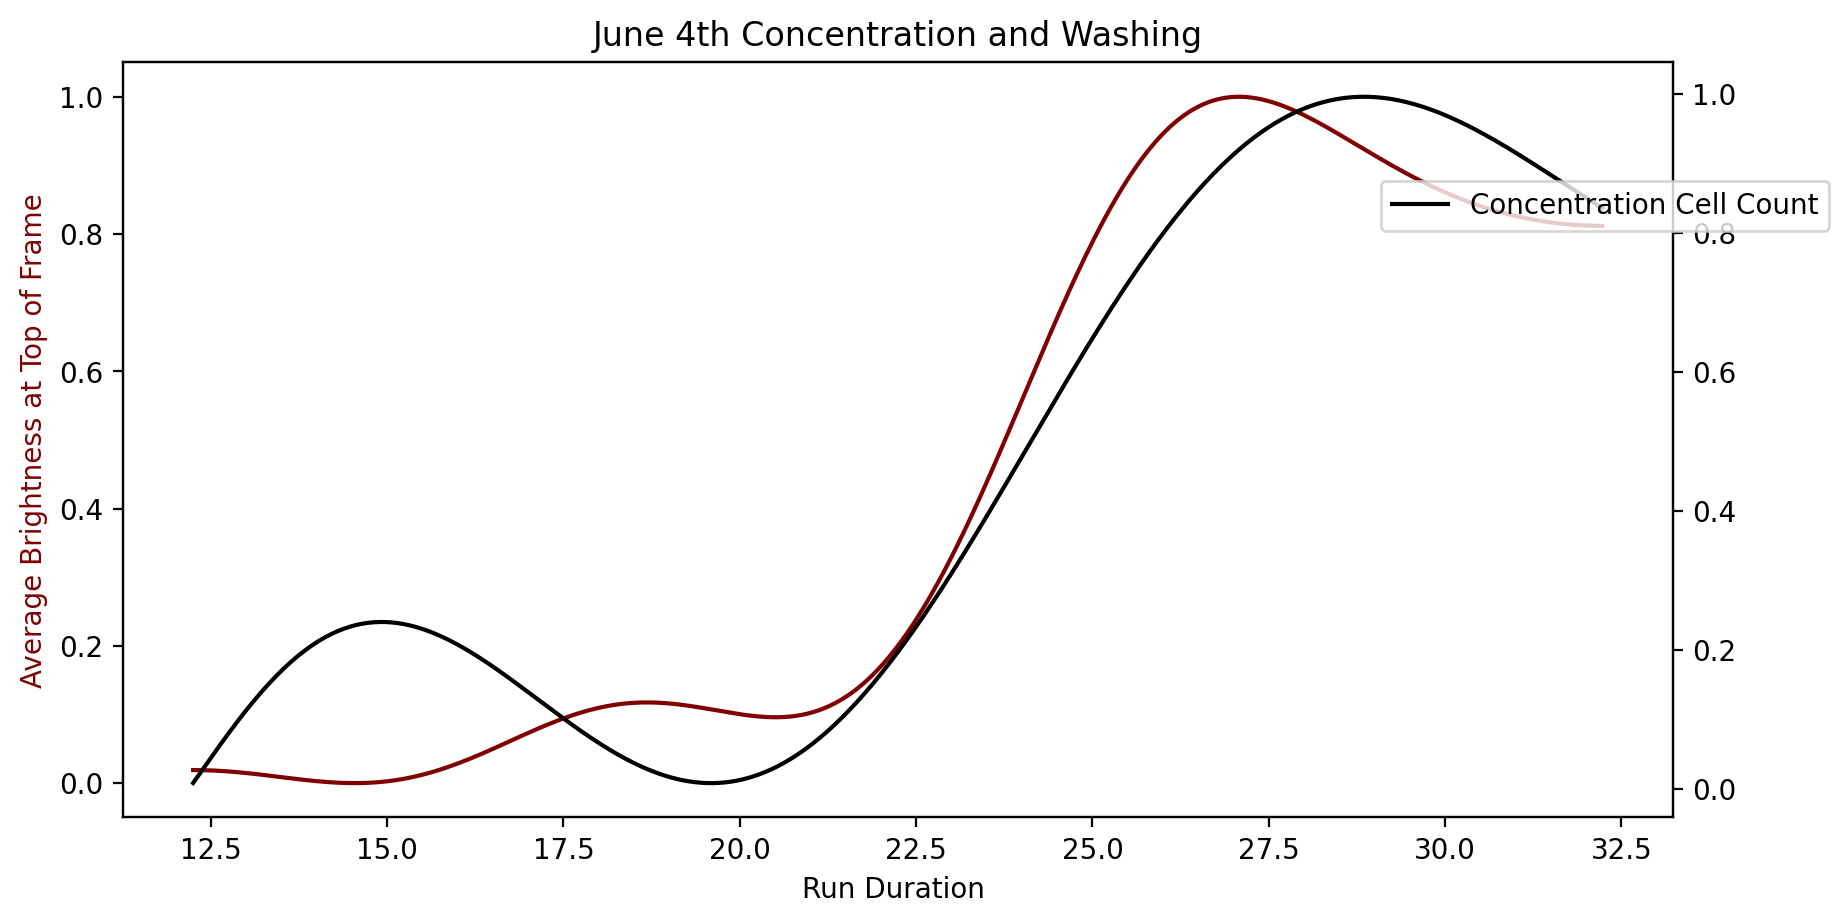 June 4th Concentration and Washing
Average Brightness at Top of Frame
1.0
0.8
0.6
0.4
0.2
0.0
1.0
0.8
0.6
0.4
0.2
0.0
Concentration Cell Count
12.5 15.0 17.5 20.0 22.5 25.0 27.5 30.0 32.5
Run Duration